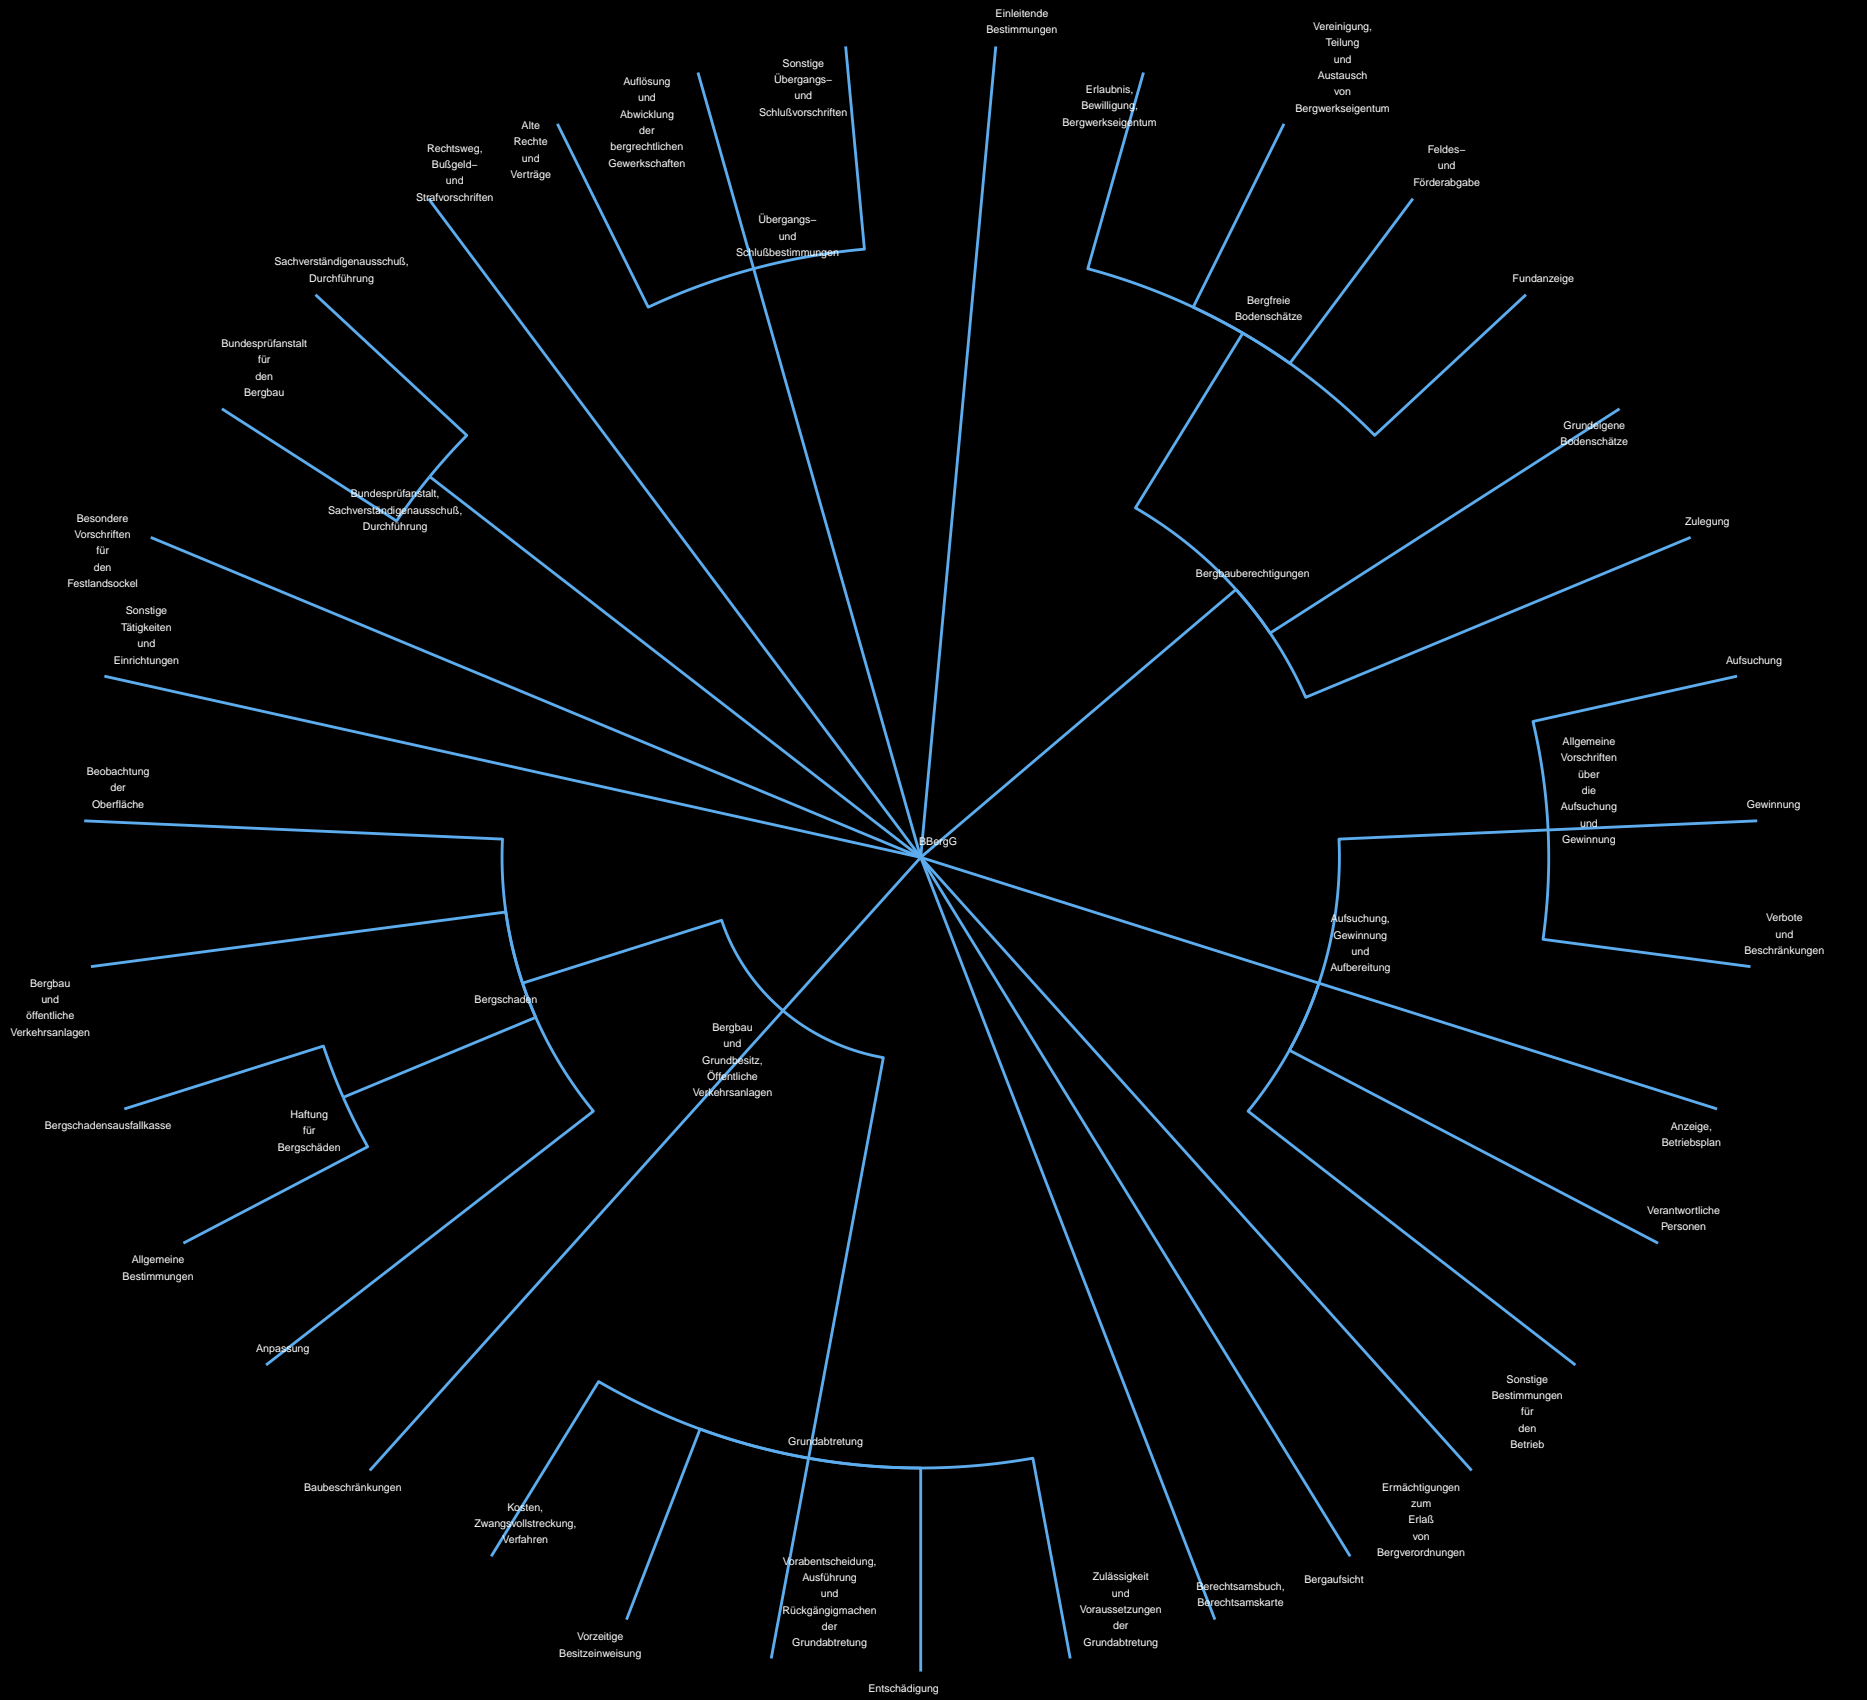 Einleitende
Bestimmungen
Vereinigung,
Teilung
und
Austausch
von
Bergwerkseigentum
Erlaubnis,
Bewilligung,
Bergwerkseigentum
Sonstige
Übergangs–
und
Schlußvorschriften
Auflösung
und
Abwicklung
der
bergrechtlichen
Gewerkschaften
Alte
Rechte
und
Verträge
Rechtsweg,
Bußgeld–
und
Strafvorschriften
Feldes–
und
Förderabgabe
Übergangs–
und
Schlußbestimmungen
Sachverständigenausschuß,
Durchführung
Fundanzeige
Bergfreie
Bodenschätze
Bundesprüfanstalt
für
den
Bergbau
Grundeigene
Bodenschätze
Bundesprüfanstalt,
Sachverständigenausschuß,
Durchführung
Besondere
Vorschriften
für
den
Festlandsockel
Zulegung
Bergbauberechtigungen
Sonstige
Tätigkeiten
und
Einrichtungen
Aufsuchung
Allgemeine
Vorschriften
über
die
Aufsuchung
und
Gewinnung
Beobachtung
der
Oberfläche
Gewinnung
BBergG
Aufsuchung,
Gewinnung
und
Aufbereitung
Verbote
und
Beschränkungen
Bergbau
und
öffentliche
Verkehrsanlagen
Bergschaden
Bergbau
und
Grundbesitz,
Öffentliche
Verkehrsanlagen
Haftung
für
Bergschäden
Bergschadensausfallkasse
Anzeige,
Betriebsplan
Verantwortliche
Personen
Allgemeine
Bestimmungen
Anpassung
Sonstige
Bestimmungen
für
den
Betrieb
Grundabtretung
Baubeschränkungen
Ermächtigungen
zum
Erlaß
von
Bergverordnungen
Kosten,
Zwangsvollstreckung,
Verfahren
Vorabentscheidung,
Ausführung
und
Rückgängigmachen
der
Grundabtretung
Zulässigkeit
und
Voraussetzungen
der
Grundabtretung
Berechtsamsbuch,
Berechtsamskarte
Bergaufsicht
Vorzeitige
Besitzeinweisung
Entschädigung